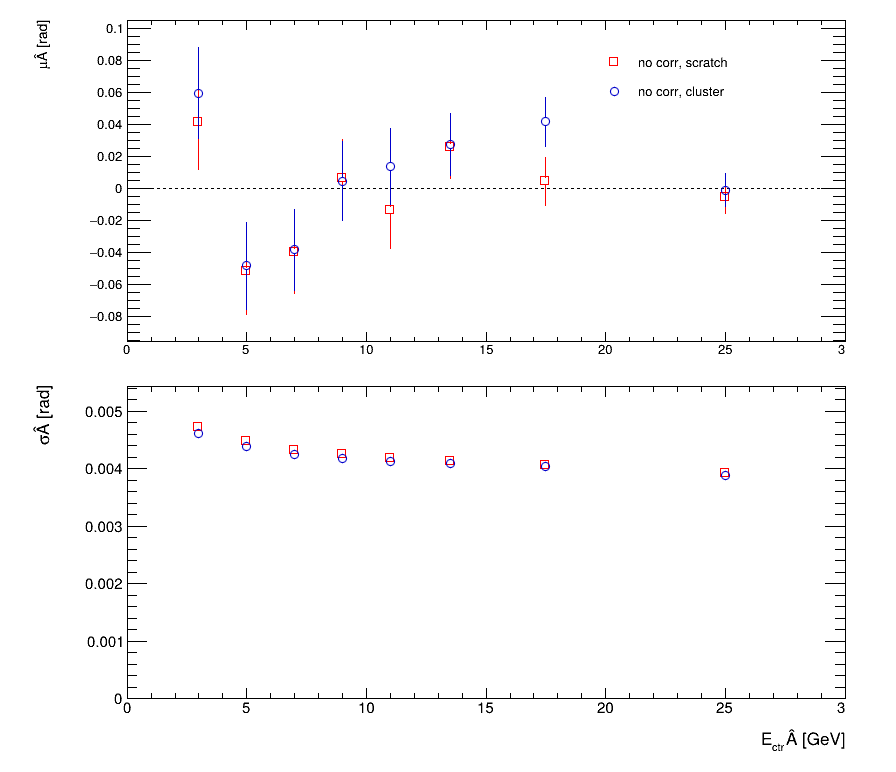 μÂ [rad]
0.1
0.08
0.06
0.04
0.02
0
−0.02
−0.04
−0.06
−0.08
no corr, scratch
no corr, cluster
0 5 10 15 20 25 3
σÂ [rad]
0.005
0.004
0.003
0.002
0.001
0
0 5 10 15 20 25 3
E_ctr Â [GeV]